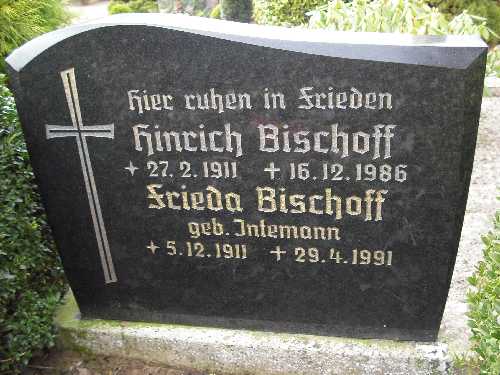 Hier ruhen in Frieden
Hinrich Bischoff
+ 27.2.1911 + 16.12.1986
Frieda Bischoff
geb. Intemann
+ 5.12.1911 + 29.4.1991